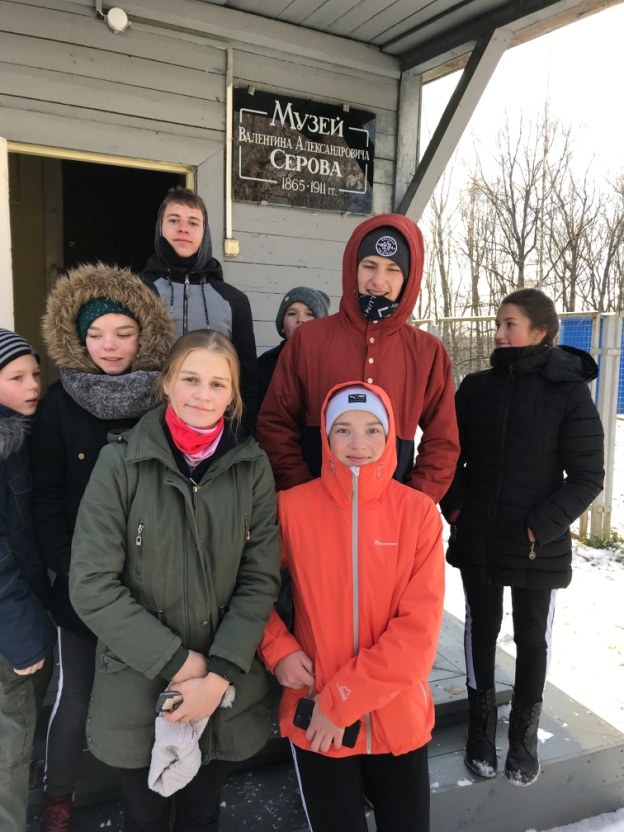 Музей
Валентина Александровича
Серова
1865-1911 гг.